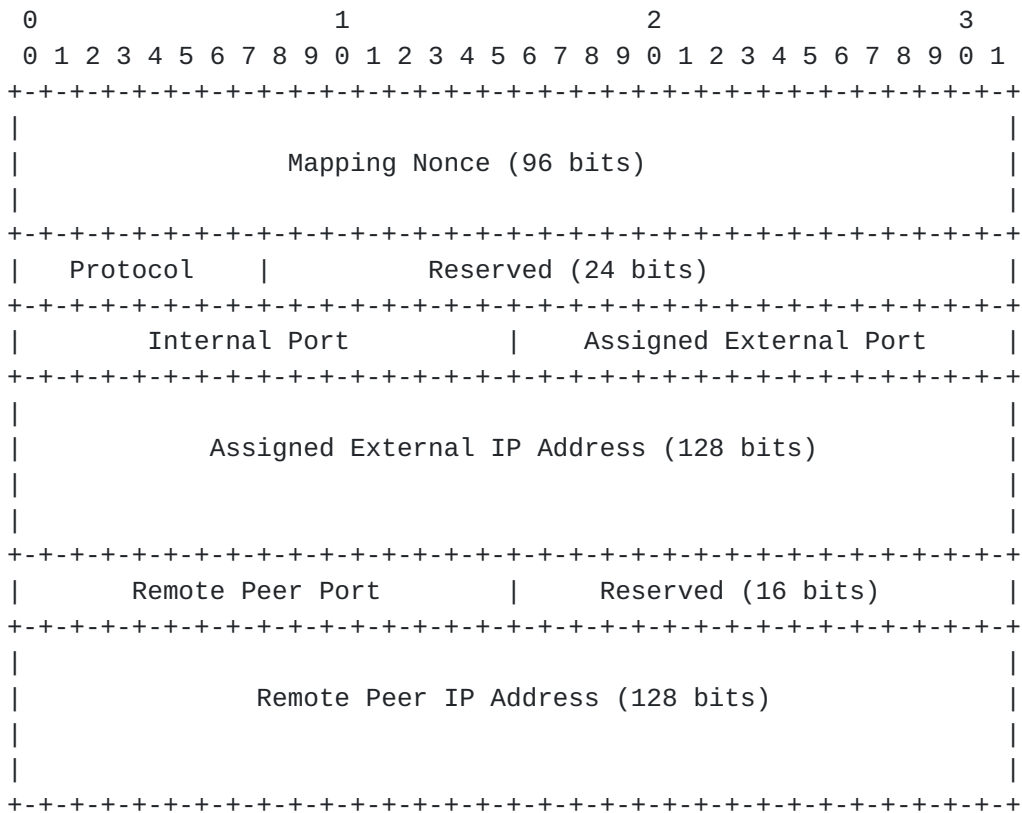 0                   1                   2                   3
 0 1 2 3 4 5 6 7 8 9 0 1 2 3 4 5 6 7 8 9 0 1 2 3 4 5 6 7 8 9 0 1
+-+-+-+-+-+-+-+-+-+-+-+-+-+-+-+-+-+-+-+-+-+-+-+-+-+-+-+-+-+-+-+-+
|                                                               |
|                 Mapping Nonce (96 bits)                       |
|                                                               |
+-+-+-+-+-+-+-+-+-+-+-+-+-+-+-+-+-+-+-+-+-+-+-+-+-+-+-+-+-+-+-+-+
|   Protocol    |          Reserved (24 bits)                   |
+-+-+-+-+-+-+-+-+-+-+-+-+-+-+-+-+-+-+-+-+-+-+-+-+-+-+-+-+-+-+-+-+
|        Internal Port          |    Assigned External Port     |
+-+-+-+-+-+-+-+-+-+-+-+-+-+-+-+-+-+-+-+-+-+-+-+-+-+-+-+-+-+-+-+-+
|                                                               |
|            Assigned External IP Address (128 bits)            |
|                                                               |
|                                                               |
+-+-+-+-+-+-+-+-+-+-+-+-+-+-+-+-+-+-+-+-+-+-+-+-+-+-+-+-+-+-+-+-+
|       Remote Peer Port        |     Reserved (16 bits)        |
+-+-+-+-+-+-+-+-+-+-+-+-+-+-+-+-+-+-+-+-+-+-+-+-+-+-+-+-+-+-+-+-+
|                                                               |
|               Remote Peer IP Address (128 bits)               |
|                                                               |
|                                                               |
+-+-+-+-+-+-+-+-+-+-+-+-+-+-+-+-+-+-+-+-+-+-+-+-+-+-+-+-+-+-+-+-+